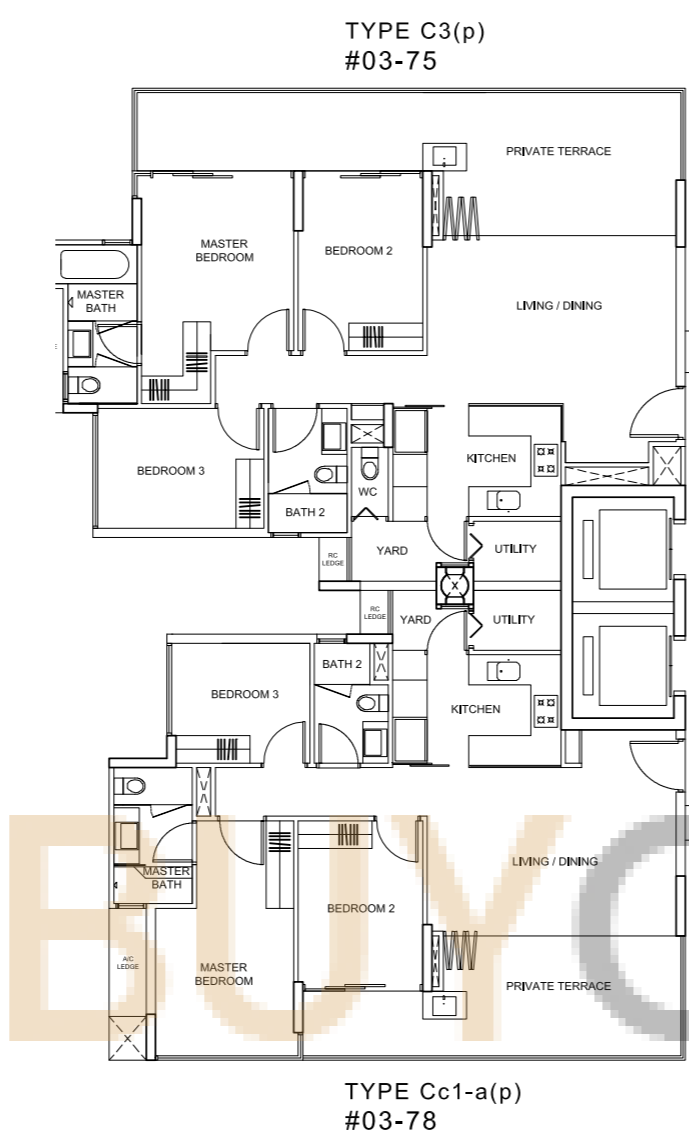 TYPE C3(p)
#03-75
PRIVATE TERRACE
MASTER
BEDROOM
BEDROOM 2
MASTER
BATH
LIVING / DINING
BEDROOM 3
KITCHEN
WC
BATH 2
RC
LEDGE
YARD
UTILITY
RC
LEDGE
YARD
UTILITY
BATH 2
BEDROOM 3
KITCHEN
LIVING / DINING
MASTER
BATH
BEDROOM 2
A/C
LEDGE
MASTER
BEDROOM
PRIVATE TERRACE
BUYC
TYPE Cc1-a(p)
#03-78